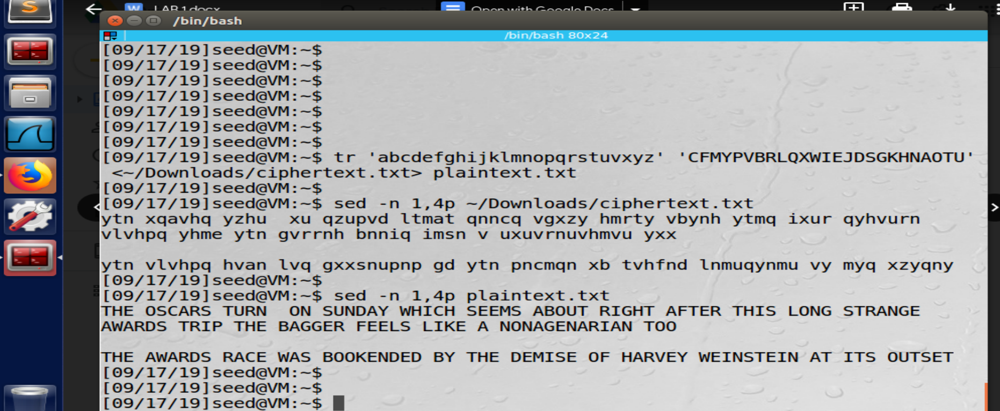 LAB 1.docx
Open with Google Docs
/bin/bash
/bin/bash 80x24
[09/17/19]seed@VM:~$
[09/17/19]seed@VM:~$
[09/17/19]seed@VM:~$
[09/17/19]seed@VM:~$
[09/17/19]seed@VM:~$
[09/17/19]seed@VM:~$
[09/17/19]seed@VM:~$
[09/17/19]seed@VM:~$ tr 'abcdefghijklmnopqrstuvxyz' 'CFMYPVBRLQXWIEJDSGKHNAOTU'
<~/Downloads/ciphertext.txt> plaintext.txt
[09/17/19]seed@VM:~$
[09/17/19]seed@VM:~$ sed -n 1,4p ~/Downloads/ciphertext.txt
ytn xqavhq yzhu  xu qzupvd ltmat qnncq vgxzy hmrty vbynh ytmq ixur qyhvurn
vlvhpq yhme ytn gvrrnh bnniq imsn v uxuvrnuvhmvu yxx
ytn vlvhpq hvan lvq gxxsnupnp gd ytn pncmqn xb tvhfnd lnmuqynmu vy myq xzyqny
[09/17/19]seed@VM:~$
[09/17/19]seed@VM:~$ sed -n 1,4p plaintext.txt
THE OSCARS TURN  ON SUNDAY WHICH SEEMS ABOUT RIGHT AFTER THIS LONG STRANGE
AWARDS TRIP THE BAGGER FEELS LIKE A NONAGENARIAN TOO
THE AWARDS RACE WAS BOOKENDED BY THE DEMISE OF HARVEY WEINSTEIN AT ITS OUTSET
[09/17/19]seed@VM:~$
[09/17/19]seed@VM:~$
[09/17/19]seed@VM:~$